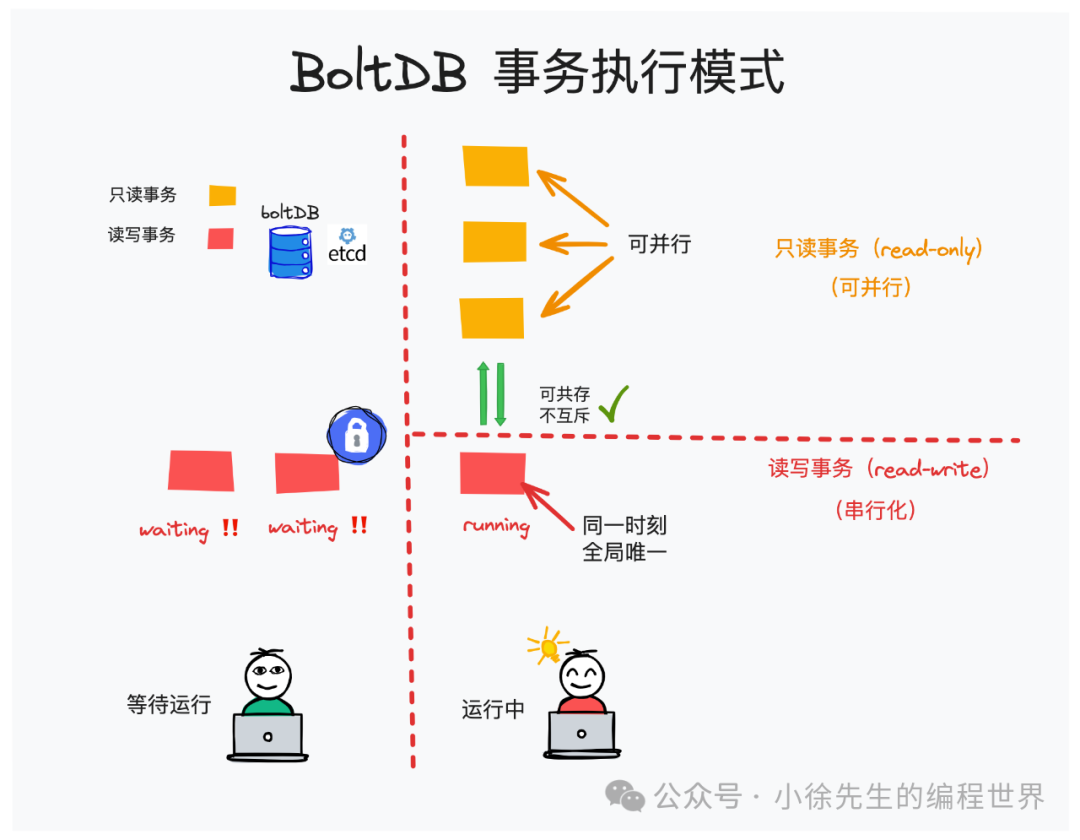 BoltDB 事务执行模式
只读事务
读写事务
boltDB
etcd
可并行
只读事务（read-only）
（可并行）
可共存
不互斥
waiting !!
waiting !!
running
同一时刻
全局唯一
读写事务（read-write）
（串行化）
等待运行
运行中
公众号 · 小徐先生的编程世界